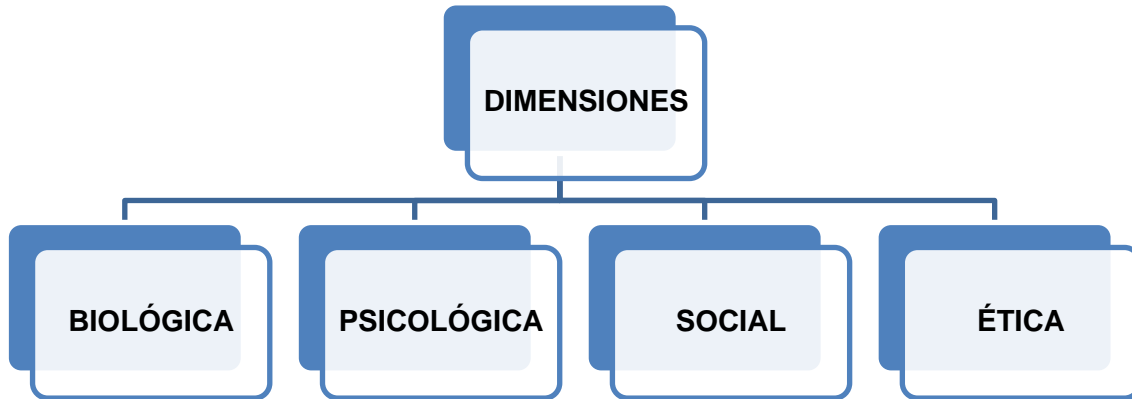 DIMENSIONES
BIOLÓGICA
PSICOLÓGICA
SOCIAL
ÉTICA